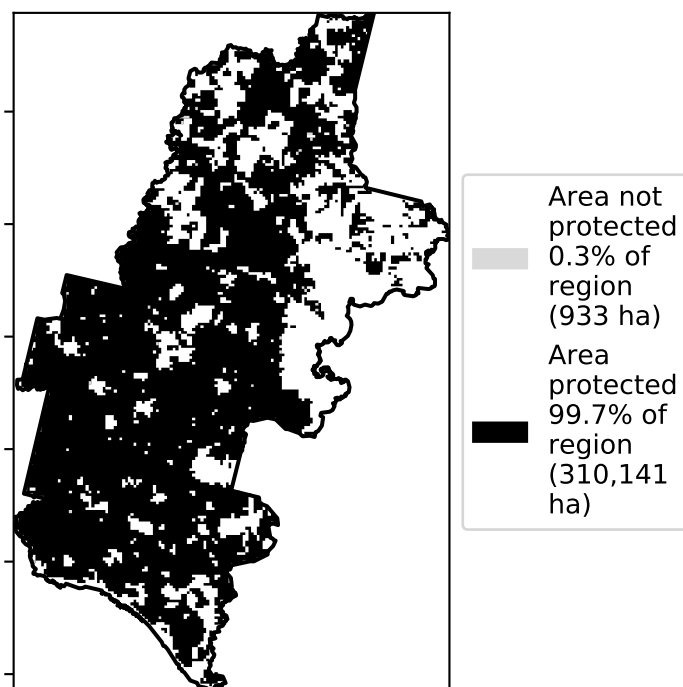 Area not
protected
0.3% of
region
(933 ha)
Area
protected
99.7% of
region
(310,141
ha)